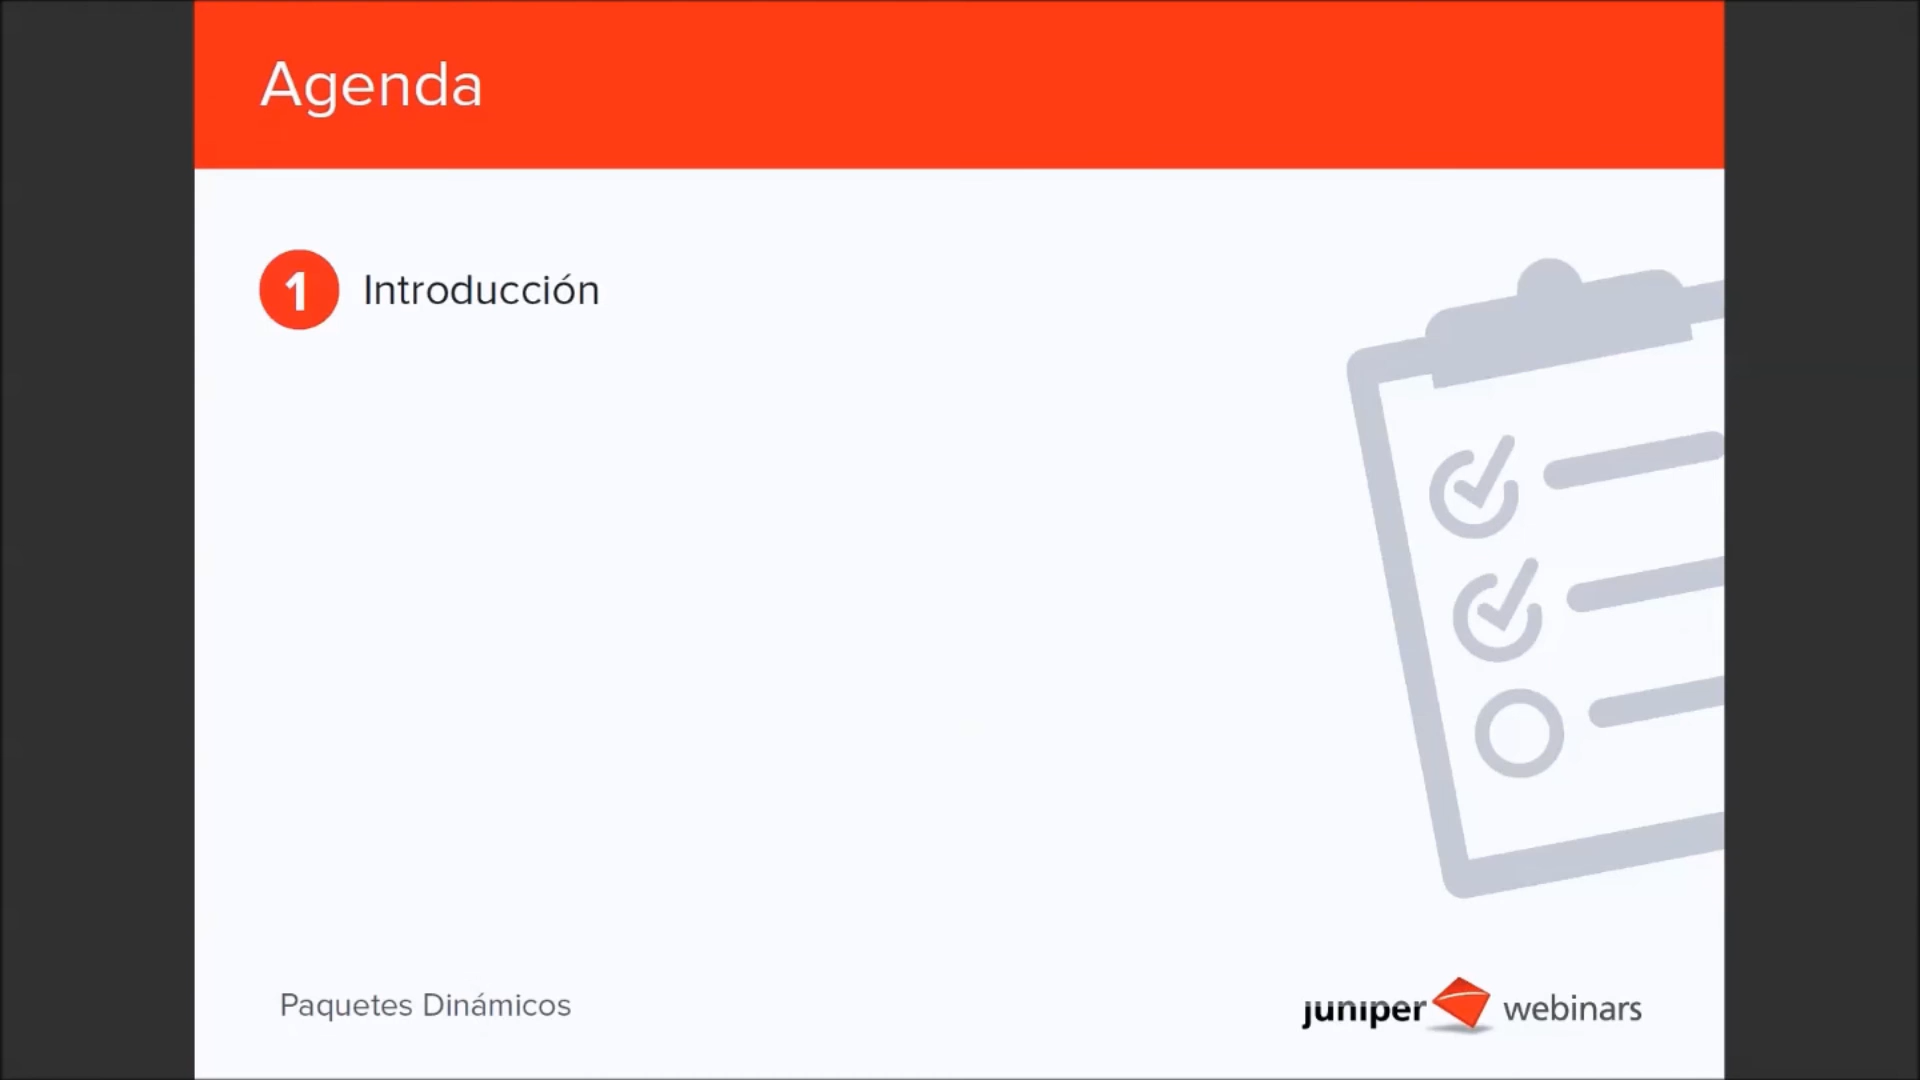 Agenda
1 Introducción
Paquetes Dinámicos
juniper webinars